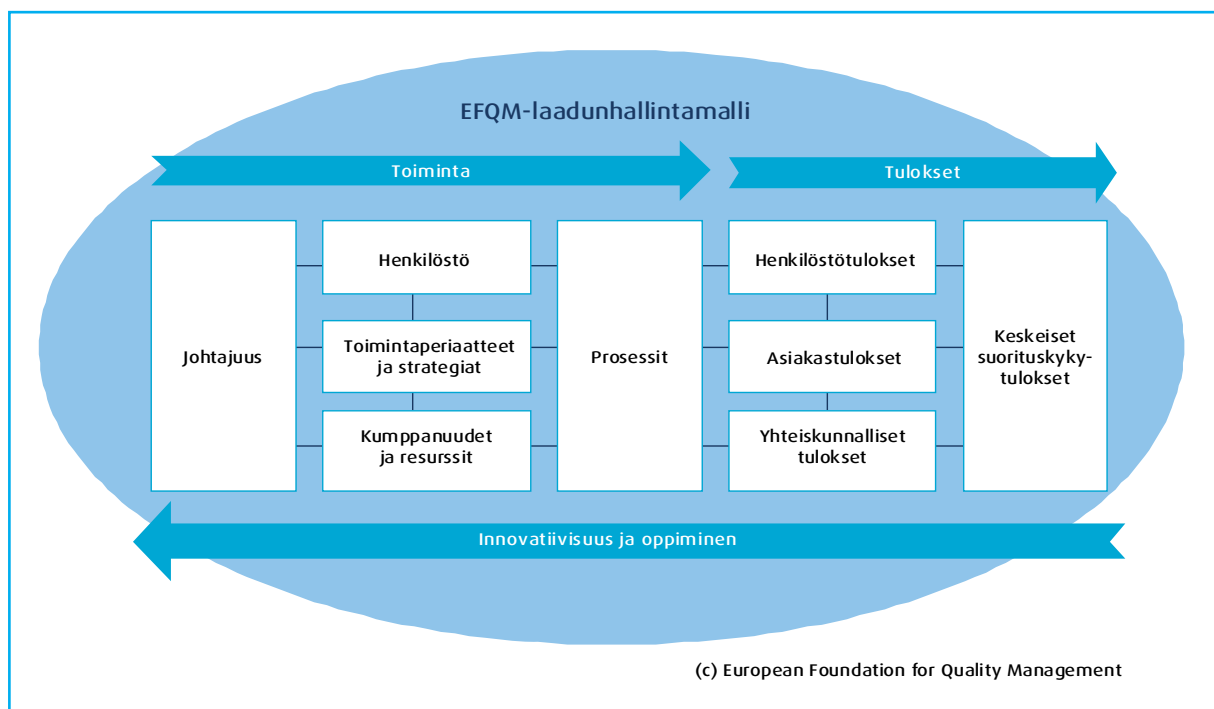 EFQM-laadunhallintamalli
Toiminta
Tulokset
Johtajuus
Henkilöstö
Toimintaperiaatteet
ja strategiat
Kumppanuudet
ja resurssit
Prosessit
Henkilöstötulokset
Asiakastulokset
Yhteiskunnalliset
tulokset
Keskeiset
suorituskyky-
tulokset
Innovatiivisuus ja oppiminen
(c) European Foundation for Quality Management